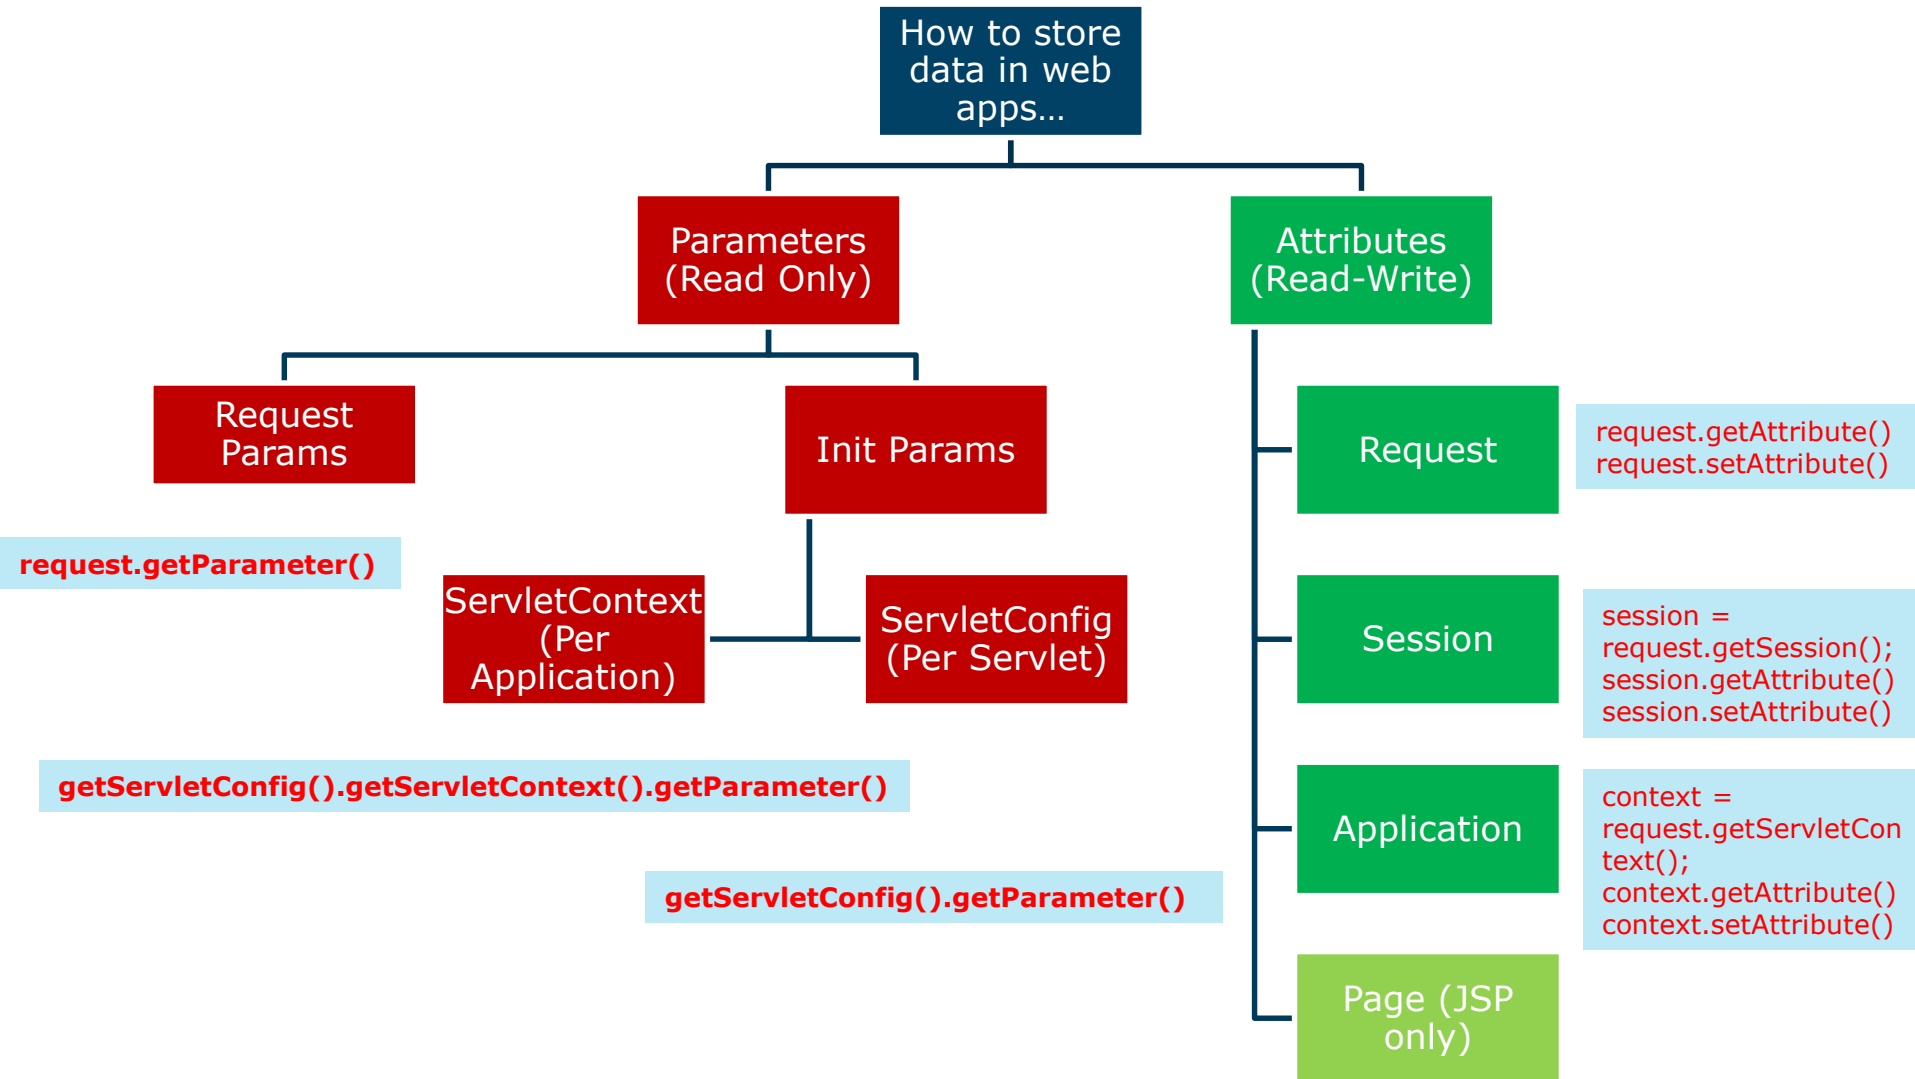 How to store
data in web
apps…
Parameters
(Read Only)
Attributes
(Read-Write)
Request
Params
Init Params
request.getParameter()
ServletContext
(Per
Application)
ServletConfig
(Per Servlet)
getServletConfig().getServletContext().getParameter()
getServletConfig().getParameter()
Request
request.getAttribute()
request.setAttribute()
Session
session =
request.getSession();
session.getAttribute()
session.setAttribute()
Application
context =
request.getServletCon
text();
context.getAttribute()
context.setAttribute()
Page (JSP
only)